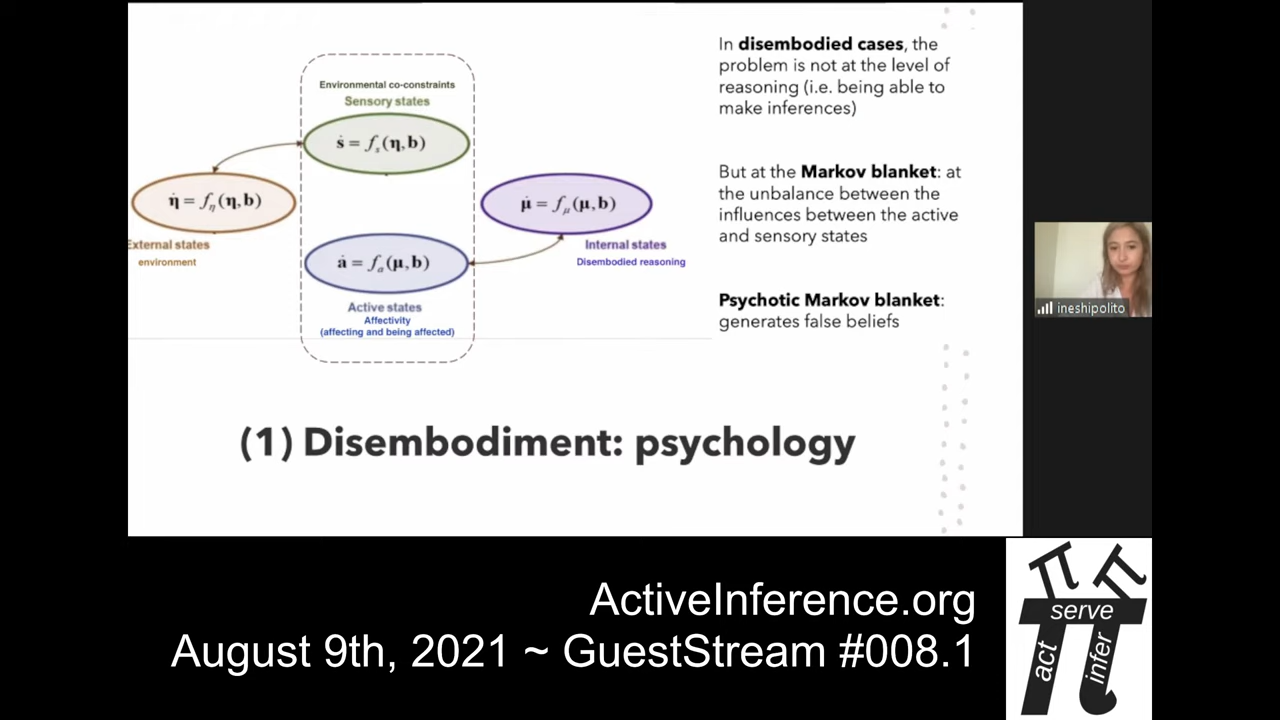 Environmental co-constraints
Sensory states
ṡ = fₛ(η,b)
η̇ = f_η(η,b)
External states
environment
μ̇ = f_μ(μ,b)
Internal states
Disembodied reasoning
ȧ = fₐ(μ,b)
Active states
Affectivity
(affecting and being affected)
In disembodied cases, the
problem is not at the level of
reasoning (i.e. being able to
make inferences)
But at the Markov blanket: at
the unbalance between the
influences between the active
and sensory states
Psychotic Markov blanket:
generates false beliefs
(1) Disembodiment: psychology
ineshipolito
ActiveInference.org
August 9th, 2021 ~ GuestStream #008.1
serve
act
infer